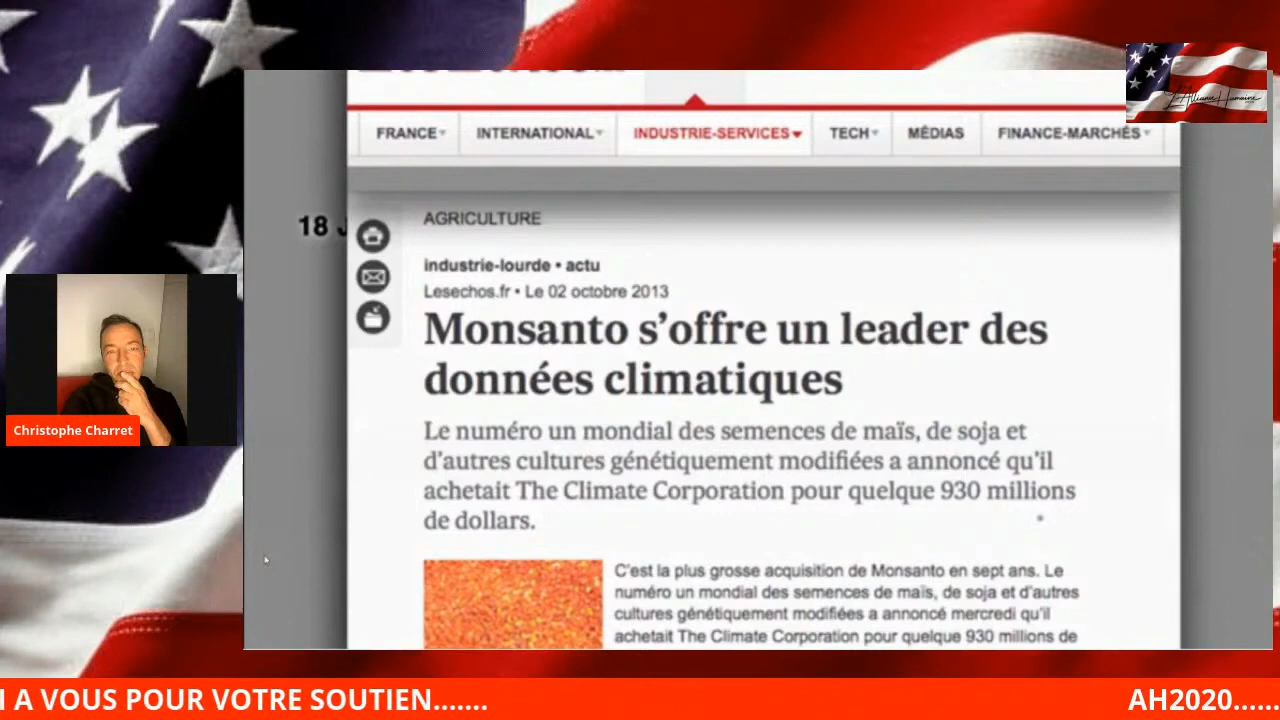 L'Alliance Humaine
FRANCE
INTERNATIONAL
INDUSTRIE-SERVICES
TECH
MÉDIAS
FINANCE-MARCHÉS
18 J
AGRICULTURE
industrie-lourde • actu
Lesechos.fr • Le 02 octobre 2013
Monsanto s'offre un leader des
données climatiques
Le numéro un mondial des semences de maïs, de soja et
d'autres cultures génétiquement modifiées a annoncé qu'il
achetait The Climate Corporation pour quelque 930 millions
de dollars.
C'est la plus grosse acquisition de Monsanto en sept ans. Le
numéro un mondial des semences de maïs, de soja et d'autres
cultures génétiquement modifiées a annoncé mercredi qu'il
achetait The Climate Corporation pour quelque 930 millions de
Christophe Charret
A VOUS POUR VOTRE SOUTIEN.......
AH2020......